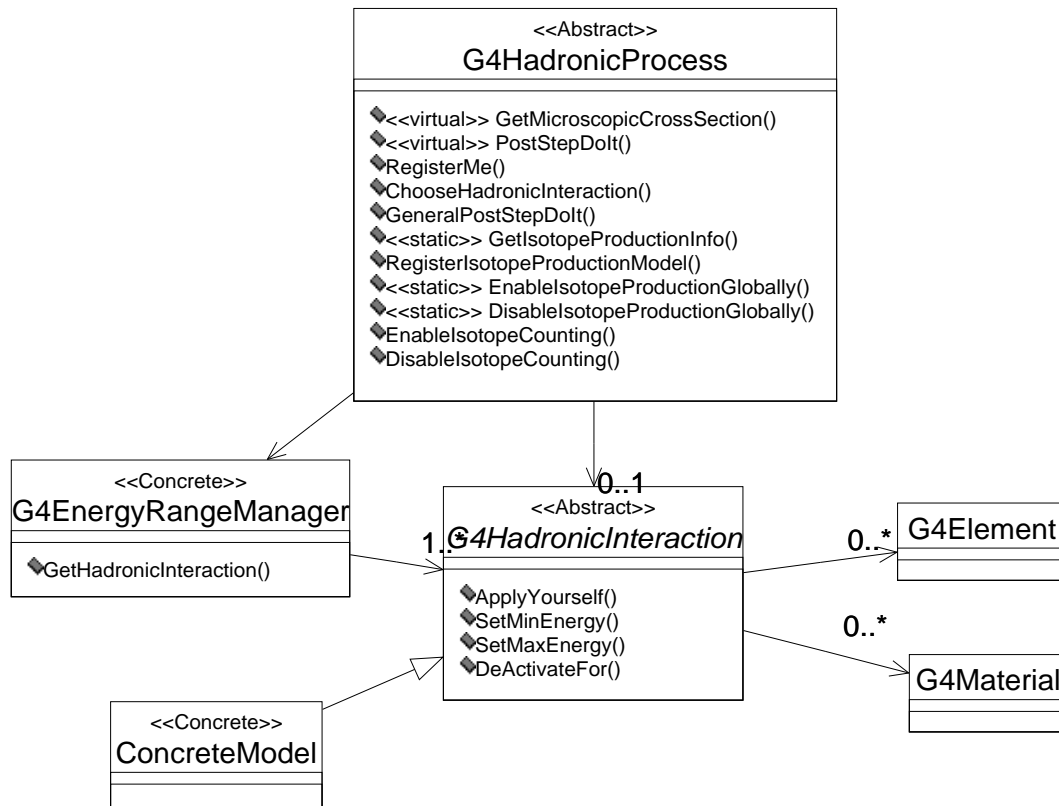 <<Abstract>>
G4HadronicProcess
<<virtual>> GetMicroscopicCrossSection()
<<virtual>> PostStepDoIt()
RegisterMe()
ChooseHadronicInteraction()
GeneralPostStepDoIt()
<<static>> GetIsotopeProductionInfo()
RegisterIsotopeProductionModel()
<<static>> EnableIsotopeProductionGlobally()
<<static>> DisableIsotopeProductionGlobally()
EnableIsotopeCounting()
DisableIsotopeCounting()
<<Concrete>>
G4EnergyRangeManager
GetHadronicInteraction()
1..*
0..1
<<Abstract>>
G4HadronicInteraction
ApplyYourself()
SetMinEnergy()
SetMaxEnergy()
DeActivateFor()
0..*
G4Element
0..*
G4Material
<<Concrete>>
ConcreteModel